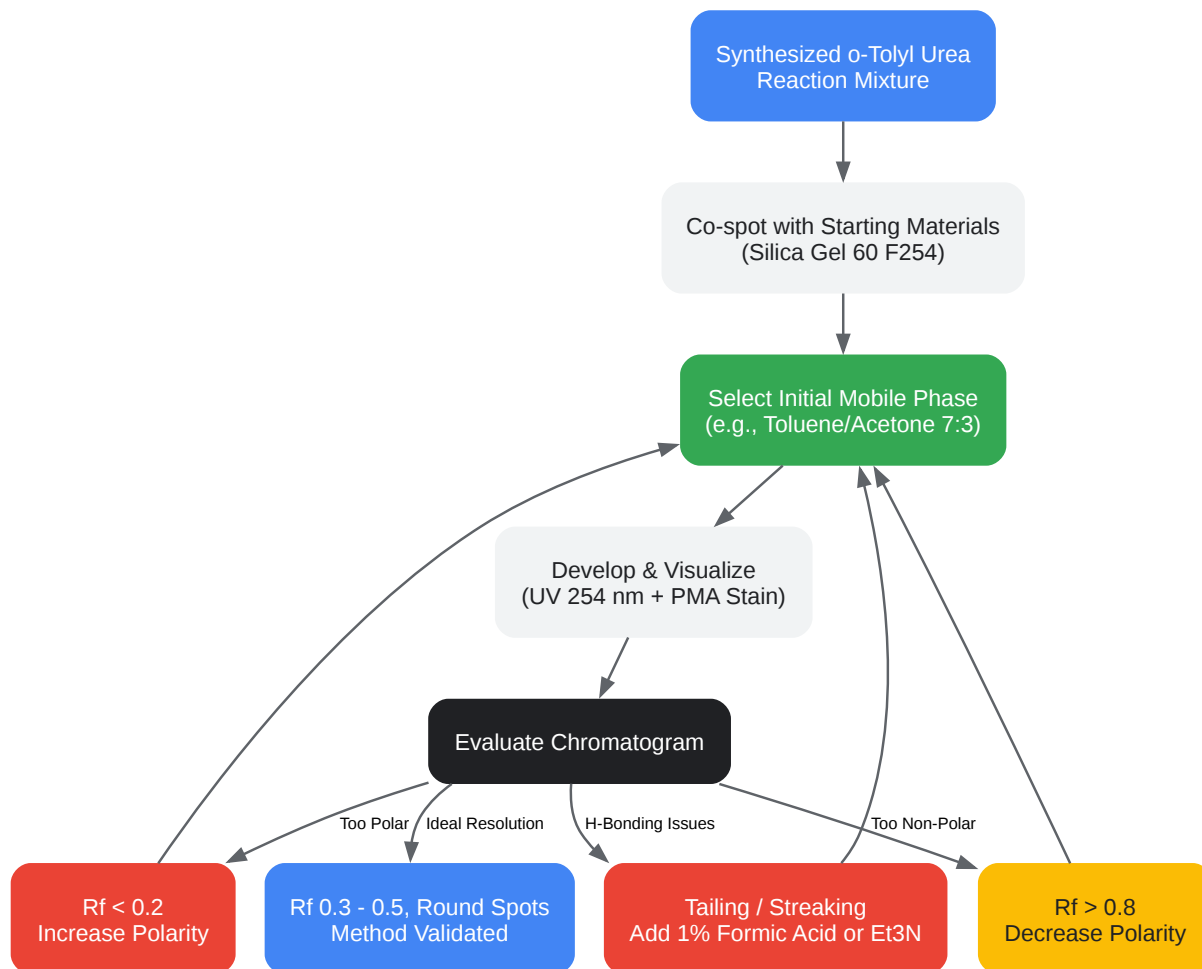 Synthesized o-Tolyl Urea
Reaction Mixture
Co-spot with Starting Materials
(Silica Gel 60 F254)
Select Initial Mobile Phase
(e.g., Toluene/Acetone 7:3)
Develop & Visualize
(UV 254 nm + PMA Stain)
Evaluate Chromatogram
Too Polar
Ideal Resolution
H-Bonding Issues
Too Non-Polar
Rf < 0.2
Increase Polarity
Rf 0.3 - 0.5, Round Spots
Method Validated
Tailing / Streaking
Add 1% Formic Acid or Et3N
Rf > 0.8
Decrease Polarity